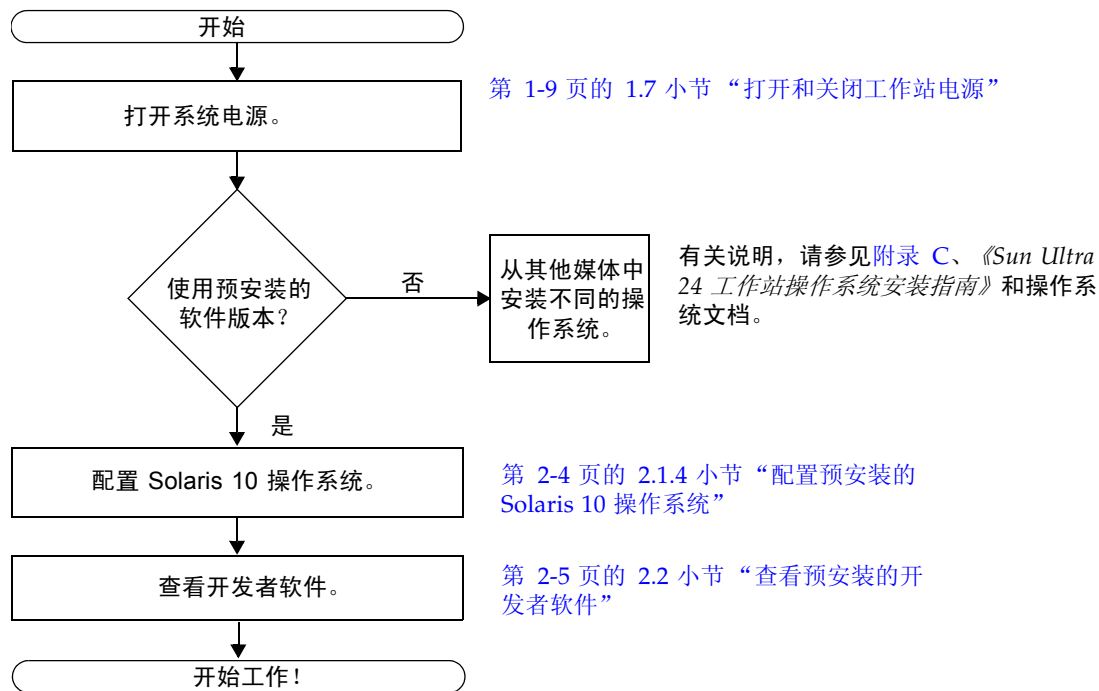 开始
打开系统电源。
第 1-9 页的 1.7 小节 “打开和关闭工作站电源”
使用预安装的
软件版本？
否
从其他媒体中
安装不同的操
作系统。
有关说明，请参见附录 C、《Sun Ultra
24 工作站操作系统安装指南》和操作系
统文档。
是
配置 Solaris 10 操作系统。
第 2-4 页的 2.1.4 小节 “配置预安装的
Solaris 10 操作系统”
查看开发者软件。
第 2-5 页的 2.2 小节 “查看预安装的开
发者软件”
开始工作！